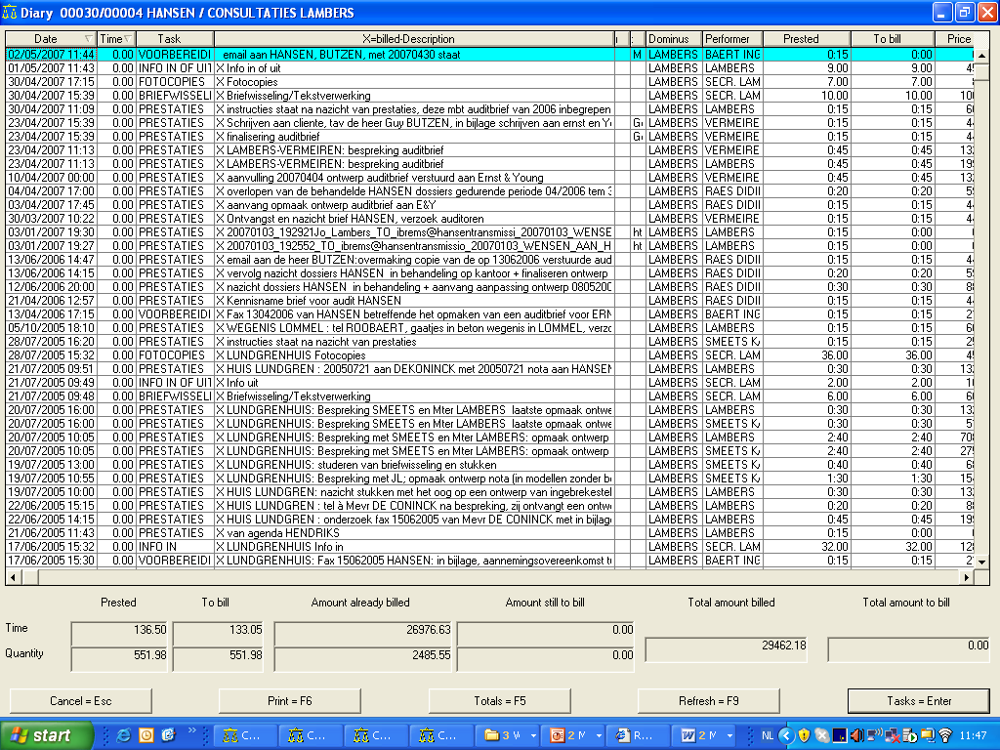 Diary 00030/00004 HANSEN / CONSULTATIES LAMBERS
Date Time Task X=billed-Description : Dominus Performer Prested To bill Price
02/05/2007 11:44 0.00 VOORBEREIDI email aan HANSEN, BUTZEN, met 20070430 staat M LAMBERS BAERT ING 0:15 0:00
01/05/2007 11:43 0.00 INFO IN OF UIT X Info in of uit LAMBERS LAMBERS 9.00 9.00
30/04/2007 17:15 0.00 FOTOCOPIES X Fotocopies LAMBERS SECR. LAM 7.00 7.00
30/04/2007 15:39 0.00 BRIEFWISSELI X Briefwisseling/Tekstverwerking LAMBERS SECR. LAM 10.00 10.00
30/04/2007 11:09 0.00 PRESTATIES X instructies staat na nazicht van prestaties, deze mbt auditbrief van 2006 inbegrepen LAMBERS LAMBERS 0:15 0:15
23/04/2007 15:39 0.00 PRESTATIES X Schrijven aan cliente, tav de heer Guy BUTZEN, in bijlage schrijven aan ernst en Y LAMBERS VERMEIRE 0:15 0:15
23/04/2007 15:39 0.00 PRESTATIES X finalisering auditbrief LAMBERS VERMEIRE 0:15 0:15
23/04/2007 11:13 0.00 PRESTATIES X LAMBERS-VERMEIREN: bespreking auditbrief LAMBERS VERMEIRE 0:45 0:45
23/04/2007 11:13 0.00 PRESTATIES X LAMBERS-VERMEIREN: bespreking auditbrief LAMBERS LAMBERS 0:45 0:45
10/04/2007 00:00 0.00 PRESTATIES X aanvulling 20070404 ontwerp auditbrief verstuurd aan Ernst & Young LAMBERS VERMEIRE 0:45 0:45
04/04/2007 17:00 0.00 PRESTATIES X overlopen van de behandelde HANSEN dossiers gedurende periode 04/2006 tem LAMBERS RAES DIDII 0:20 0:20
03/04/2007 17:45 0.00 PRESTATIES X aanvang opmaak ontwerp auditbrief aan E&Y LAMBERS RAES DIDII 0:15 0:15
30/03/2007 10:22 0.00 PRESTATIES X Ontvangst en nazicht brief HANSEN, verzoek auditoren LAMBERS VERMEIRE 0:15 0:15
03/01/2007 19:30 0.00 PRESTATIES X 20070103_192921Jo_Lambers_TO_ibrems@hansentransmissi_20070103_WENSE ht LAMBERS LAMBERS 0:15 0:00
03/01/2007 19:27 0.00 PRESTATIES X 20070103_192552_TO_ibrems@hansentransmissio_20070103_WENSEN_AAN_H ht LAMBERS LAMBERS 0:15 0:00
13/06/2006 14:47 0.00 PRESTATIES X email aan de heer BUTZEN:overmaking copie van de op 13062006 verstuurde aud LAMBERS RAES DIDII 0:15 0:15
13/06/2006 14:15 0.00 PRESTATIES X vervolg nazicht dossiers HANSEN in behandeling op kantoor + finaliseren ontwerp LAMBERS RAES DIDII 0:20 0:20
12/06/2006 20:00 0.00 PRESTATIES X nazicht dossiers HANSEN in behandeling + aanvang aanpassing ontwerp 0805200 LAMBERS RAES DIDII 0:30 0:30
21/04/2006 12:57 0.00 PRESTATIES X Kennisname brief voor audit HANSEN LAMBERS RAES DIDII 0:15 0:15
13/04/2006 17:15 0.00 VOORBEREIDI X Fax 13042006 van HANSEN betreffende het opmaken van een auditbrief voor ERN LAMBERS BAERT ING 0:15 0:15
05/10/2005 18:10 0.00 PRESTATIES X WEGENIS LOMMEL : tel ROOBAERT, gaatjes in beton wegenis in LOMMEL, verzo LAMBERS LAMBERS 0:15 0:15
28/07/2005 16:20 0.00 PRESTATIES X instructies staat na nazicht van prestaties LAMBERS SMEETS KA 0:15 0:15
28/07/2005 15:32 0.00 FOTOCOPIES X LUNDGRENHUIS Fotocopies LAMBERS SECR. LAM 36.00 36.00
21/07/2005 09:51 0.00 PRESTATIES X HUIS LUNDGREN : 20050721 aan DEKONINCK met 20050721 nota aan HANSEN LAMBERS LAMBERS 0:30 0:30
21/07/2005 09:49 0.00 INFO IN OF UIT X Info uit LAMBERS SECR. LAM 2.00 2.00
21/07/2005 09:48 0.00 BRIEFWISSELI X Briefwisseling/Tekstverwerking LAMBERS SECR. LAM 6.00 6.00
20/07/2005 16:00 0.00 PRESTATIES X LUNDGRENHUIS: Bespreking SMEETS en Mter LAMBERS laatste opmaak ontwe LAMBERS LAMBERS 0:30 0:30
20/07/2005 16:00 0.00 PRESTATIES X LUNDGRENHUIS: Bespreking SMEETS en Mter LAMBERS laatste opmaak ontwe LAMBERS SMEETS KA 0:30 0:30
20/07/2005 10:05 0.00 PRESTATIES X LUNDGRENHUIS: Bespreking met SMEETS en Mter LAMBERS: opmaak ontwerp LAMBERS LAMBERS 2:40 2:40
20/07/2005 10:05 0.00 PRESTATIES X LUNDGRENHUIS: Bespreking met SMEETS en Mter LAMBERS: opmaak ontwerp LAMBERS SMEETS KA 2:40 2:40
19/07/2005 13:00 0.00 PRESTATIES X LUNDGRENHUIS: studeren van briefwisseling en stukken LAMBERS SMEETS KA 0:40 0:40
19/07/2005 10:55 0.00 PRESTATIES X LUNDGRENHUIS: Bespreking met JL; opmaak ontwerp nota (in modellen zonder b LAMBERS SMEETS KA 1:30 1:30
19/07/2005 10:00 0.00 PRESTATIES X HUIS LUNDGREN: nazicht stukken met het oog op een ontwerp van ingebrekestel LAMBERS LAMBERS 0:30 0:30
22/06/2005 15:15 0.00 PRESTATIES X HUIS LUNDGREN : tel à Mevr DE CONINCK na bespreking, zij ontvangt een ontwe LAMBERS LAMBERS 0:20 0:20
22/06/2005 14:15 0.00 PRESTATIES X HUIS LUNDGREN : onderzoek fax 15062005 van Mevr DE CONINCK met in bijlag LAMBERS LAMBERS 0:45 0:45
21/06/2005 11:43 0.00 PRESTATIES X van agenda HENDRIKS LAMBERS LAMBERS 0:15 0:00
17/06/2005 15:32 0.00 INFO IN X LUNDGRENHUIS Info in LAMBERS SECR. LAM 32.00 32.00
17/06/2005 15:30 0.00 VOORBEREIDI X LUNDGRENHUIS: Fax 15062005 HANSEN: in bijlage, aannemingsovereenkomst LAMBERS BAERT ING 0:15 0:15
Prested To bill Amount already billed Amount still to bill Total amount billed Total amount to bill
Time 136.50 133.05 26976.63 0.00
29462.18 0.00
Quantity 551.98 551.98 2485.55 0.00
Cancel = Esc Print = F6 Totals = F5 Refresh = F9 Tasks = Enter
start C... C... C... C... 3 V 2 M R... 2 M NL 11:47